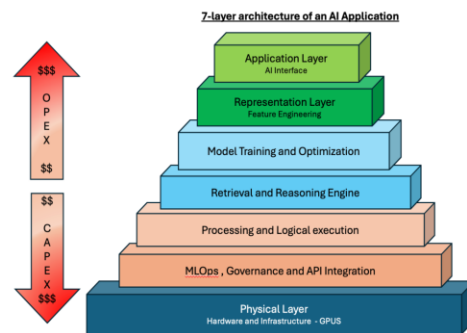 7-layer architecture of an AI Application
$$$
O
P
E
X
$$
$$
C
A
P
E
X
$$$
Application Layer
AI Interface
Representation Layer
Feature Engineering
Model Training and Optimization
Retrieval and Reasoning Engine
Processing and Logical execution
MLOps , Governance and API Integration
Physical Layer
Hardware and Infrastructure - GPUS